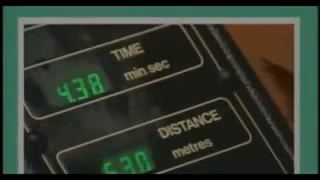 TIME
4.38
min sec
DISTANCE
630
metres